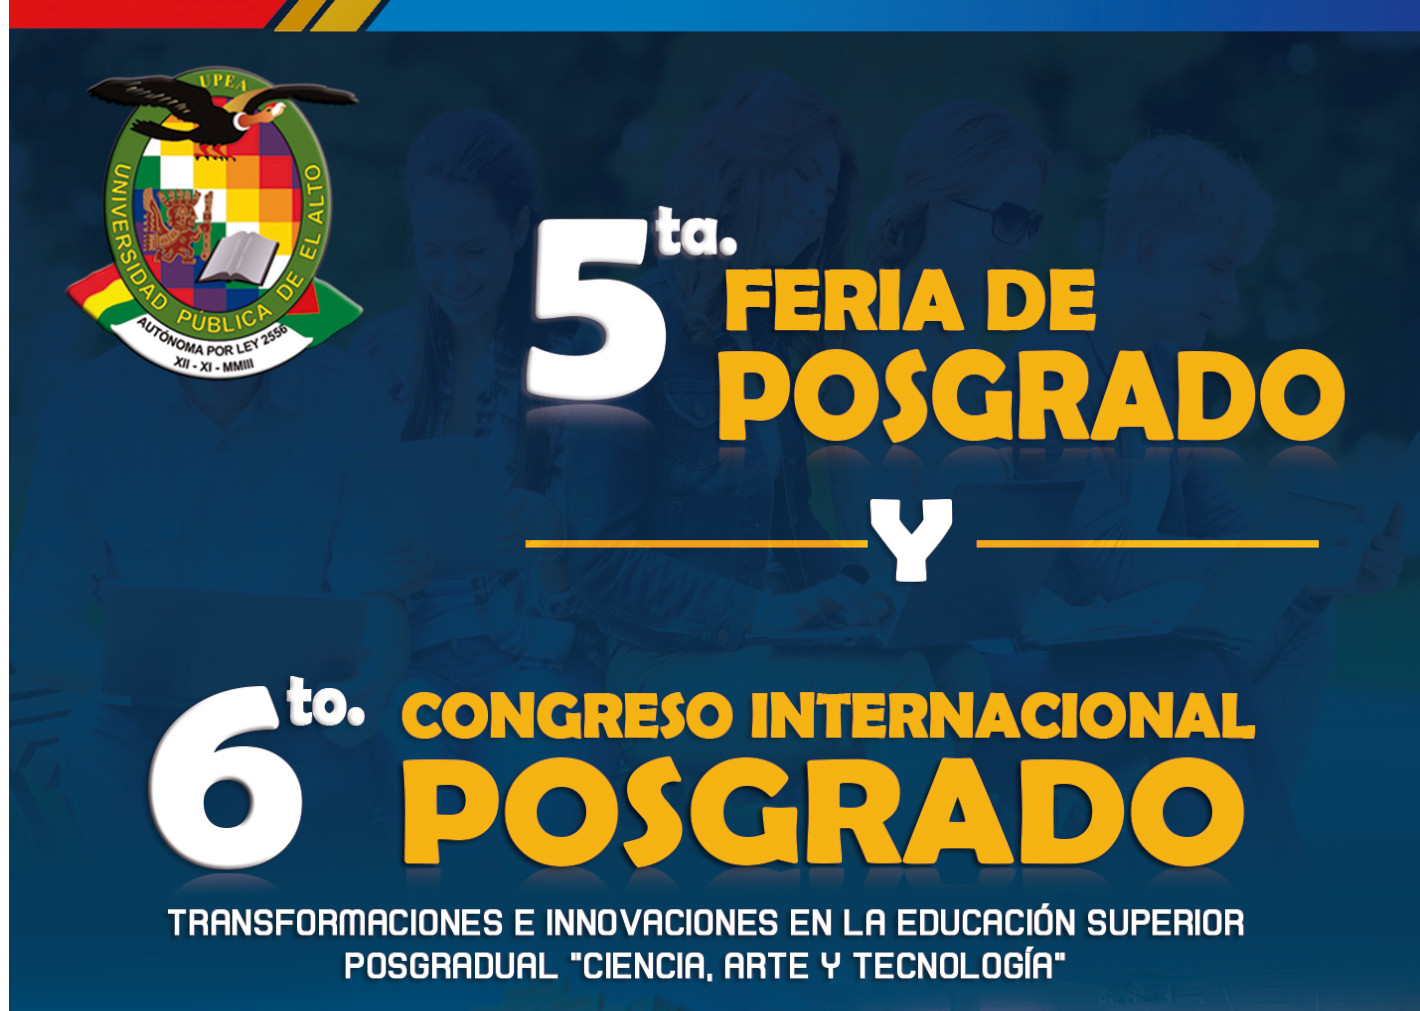 UPEA
UNIVERSIDAD PÚBLICA DE EL ALTO
AUTÓNOMA POR LEY 2556
XII - XI - MMIII
5ta. FERIA DE
POSGRADO
Y
6to. CONGRESO INTERNACIONAL
POSGRADO
TRANSFORMACIONES E INNOVACIONES EN LA EDUCACIÓN SUPERIOR
POSGRADUAL "CIENCIA, ARTE Y TECNOLOGÍA"